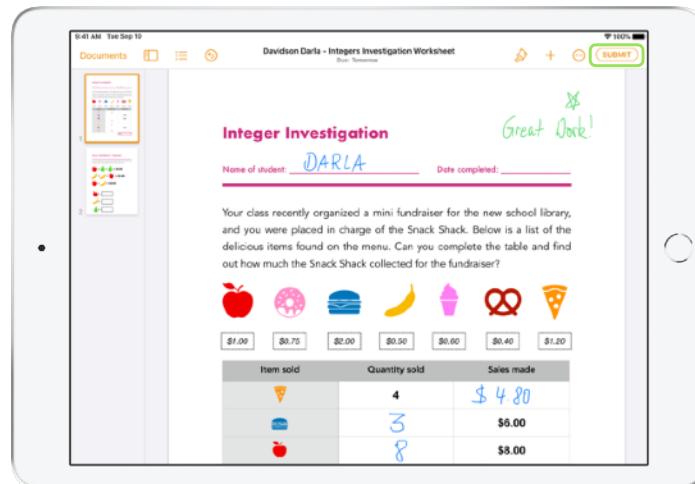 9:41 AM Tue Sep 10
100%
Documents
Davidson Darla - Integers Investigation Worksheet
Due: Tomorrow
SUBMIT
Great Work!
Integer Investigation
Name of student: DARLA Date completed:
Your class recently organized a mini fundraiser for the new school library,
and you were placed in charge of the Snack Shack. Below is a list of the
delicious items found on the menu. Can you complete the table and find
out how much the Snack Shack collected for the fundraiser?
$1.00 $0.75 $2.00 $0.50 $0.60 $0.40 $1.20
Item sold Quantity sold Sales made
4 $ 4.80
3 $6.00
8 $8.00
1
2